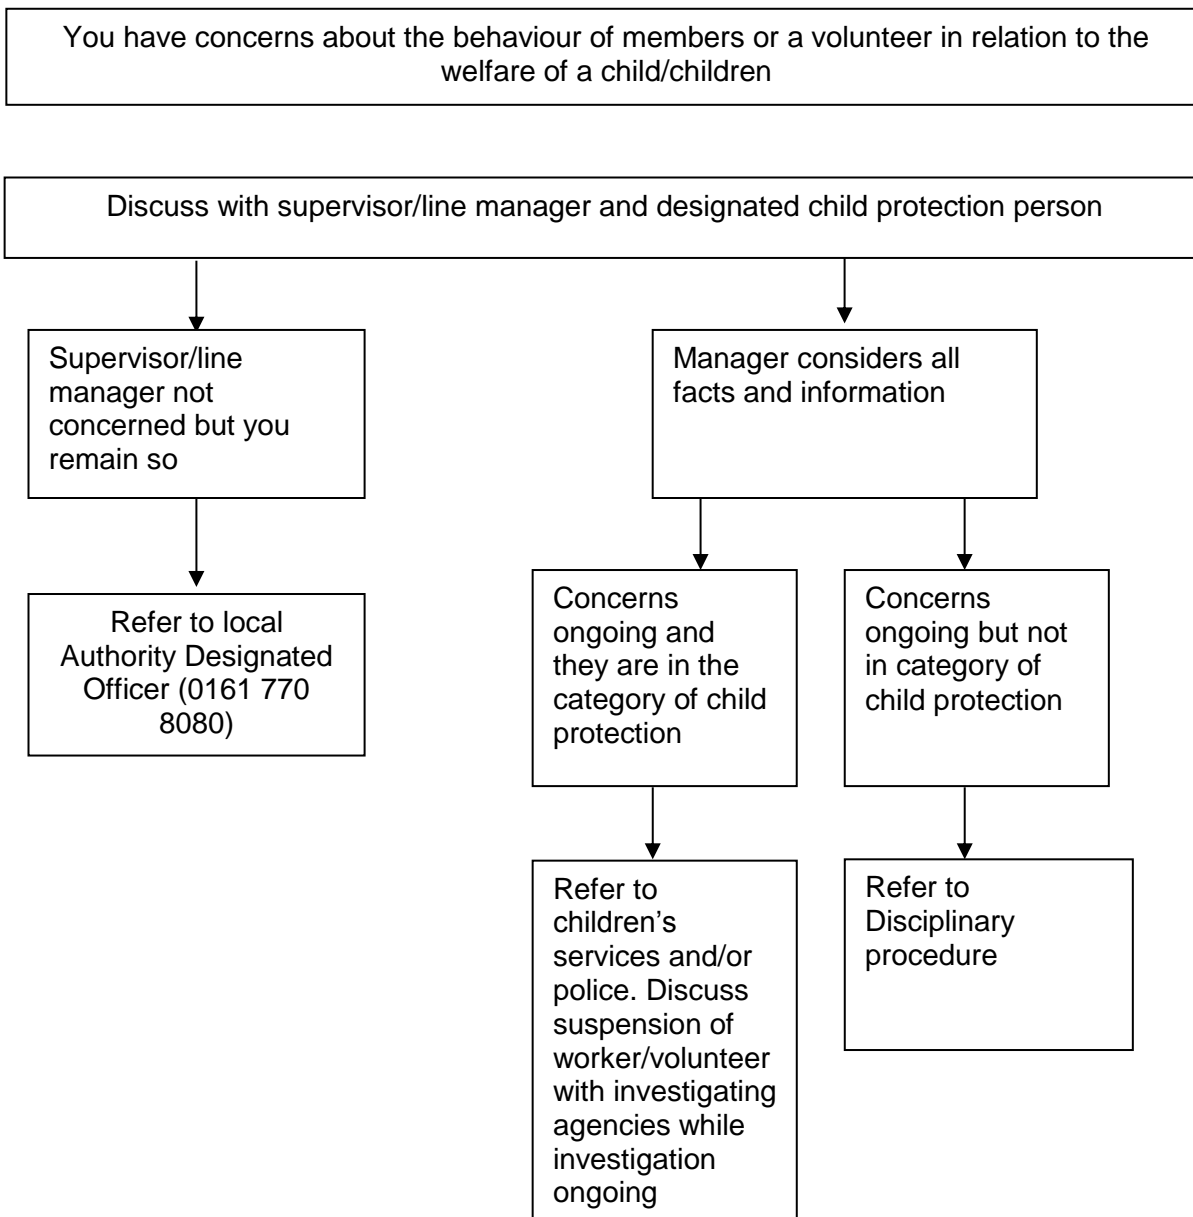 You have concerns about the behaviour of members or a volunteer in relation to the
welfare of a child/children
Discuss with supervisor/line manager and designated child protection person
Supervisor/line
manager not
concerned but you
remain so
Manager considers all
facts and information
Refer to local
Authority Designated
Officer (0161 770
8080)
Concerns
ongoing and
they are in the
category of child
protection
Concerns
ongoing but not
in category of
child protection
Refer to
children’s
services and/or
police. Discuss
suspension of
worker/volunteer
with investigating
agencies while
investigation
ongoing
Refer to
Disciplinary
procedure